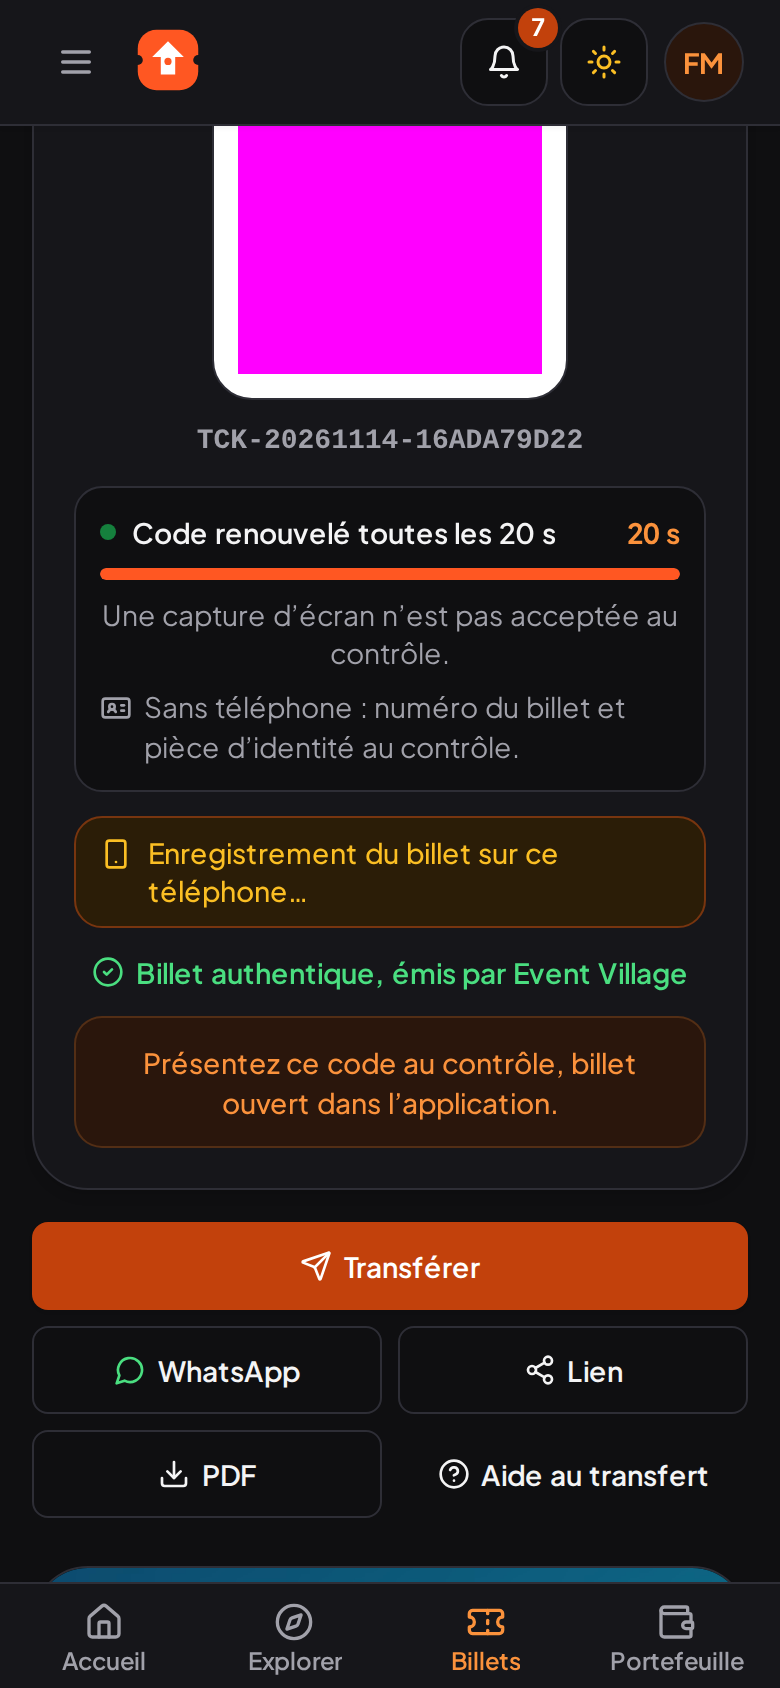 7
FM
TCK-20261114-16ADA79D22
Code renouvelé toutes les 20 s
20 s
Une capture d’écran n’est pas acceptée au
contrôle.
Sans téléphone : numéro du billet et
pièce d’identité au contrôle.
Enregistrement du billet sur ce
téléphone…
Billet authentique, émis par Event Village
Présentez ce code au contrôle, billet
ouvert dans l’application.
Transférer
WhatsApp
Lien
PDF
Aide au transfert
Accueil
Explorer
Billets
Portefeuille